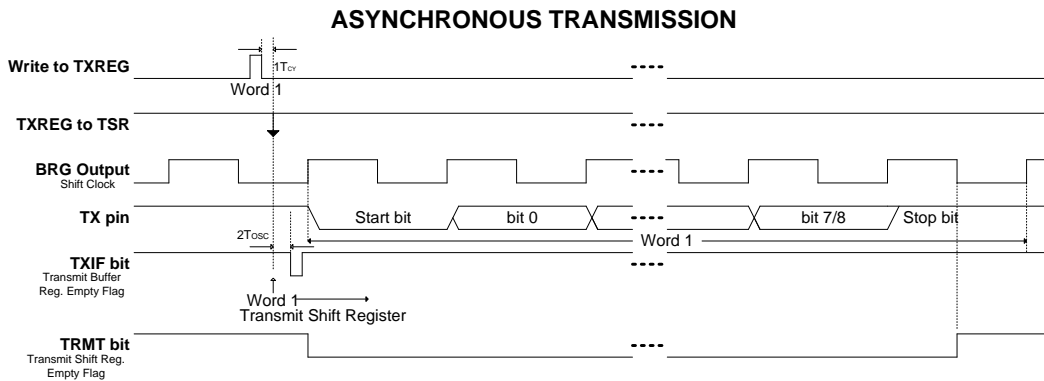 ASYNCHRONOUS TRANSMISSION
Write to TXREG
1TCY
Word 1
TXREG to TSR
BRG Output
Shift Clock
TX pin
Start bit
bit 0
bit 7/8
Stop bit
2TOSC
Word 1
TXIF bit
Transmit Buffer
Reg. Empty Flag
Word 1
Transmit Shift Register
TRMT bit
Transmit Shift Reg.
Empty Flag